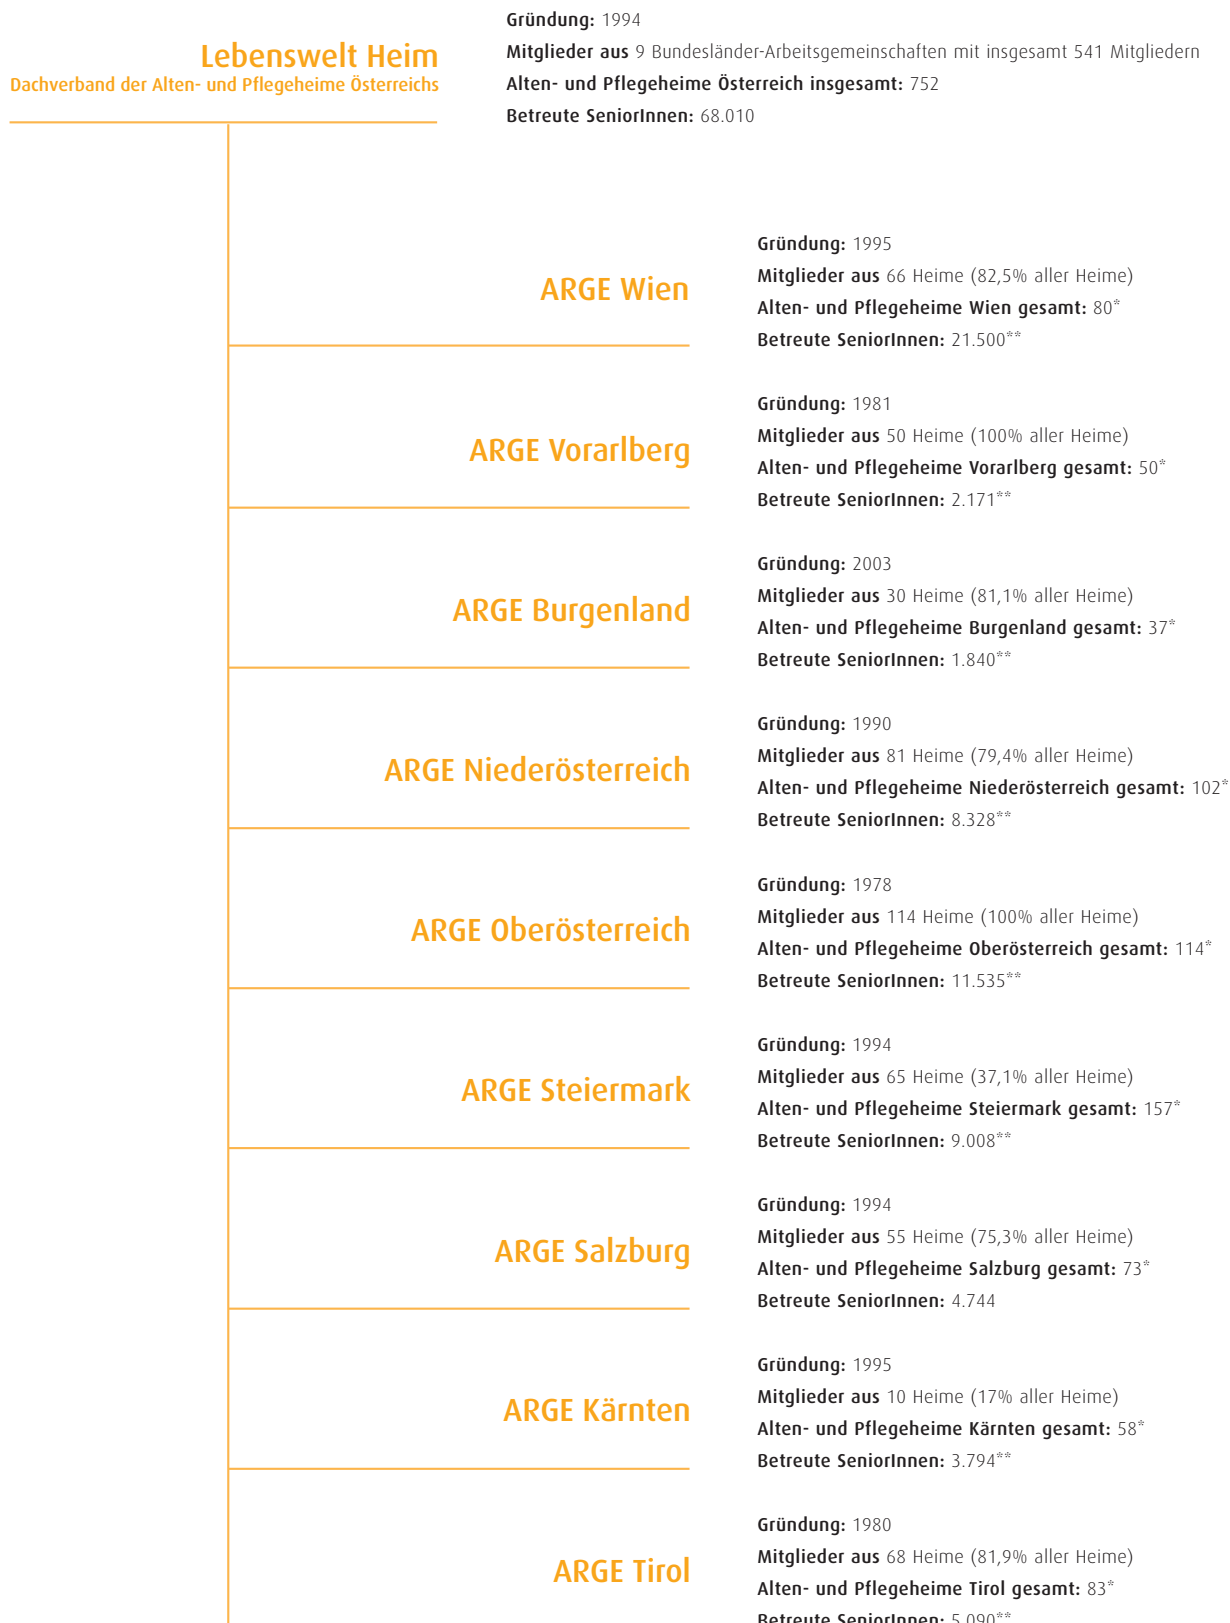 Lebenswelt Heim
Dachverband der Alten- und Pflegeheime Österreichs
Gründung: 1994
Mitglieder aus 9 Bundesländer-Arbeitsgemeinschaften mit insgesamt 541 Mitgliedern
Alten- und Pflegeheime Österreich insgesamt: 752
Betreute SeniorInnen: 68.010
ARGE Wien
Gründung: 1995
Mitglieder aus 66 Heime (82,5% aller Heime)
Alten- und Pflegeheime Wien gesamt: 80*
Betreute SeniorInnen: 21.500**
ARGE Vorarlberg
Gründung: 1981
Mitglieder aus 50 Heime (100% aller Heime)
Alten- und Pflegeheime Vorarlberg gesamt: 50*
Betreute SeniorInnen: 2.171**
ARGE Burgenland
Gründung: 2003
Mitglieder aus 30 Heime (81,1% aller Heime)
Alten- und Pflegeheime Burgenland gesamt: 37*
Betreute SeniorInnen: 1.840**
ARGE Niederösterreich
Gründung: 1990
Mitglieder aus 81 Heime (79,4% aller Heime)
Alten- und Pflegeheime Niederösterreich gesamt: 102*
Betreute SeniorInnen: 8.328**
ARGE Oberösterreich
Gründung: 1978
Mitglieder aus 114 Heime (100% aller Heime)
Alten- und Pflegeheime Oberösterreich gesamt: 114*
Betreute SeniorInnen: 11.535**
ARGE Steiermark
Gründung: 1994
Mitglieder aus 65 Heime (37,1% aller Heime)
Alten- und Pflegeheime Steiermark gesamt: 157*
Betreute SeniorInnen: 9.008**
ARGE Salzburg
Gründung: 1994
Mitglieder aus 55 Heime (75,3% aller Heime)
Alten- und Pflegeheime Salzburg gesamt: 73*
Betreute SeniorInnen: 4.744
ARGE Kärnten
Gründung: 1995
Mitglieder aus 10 Heime (17% aller Heime)
Alten- und Pflegeheime Kärnten gesamt: 58*
Betreute SeniorInnen: 3.794**
ARGE Tirol
Gründung: 1980
Mitglieder aus 68 Heime (81,9% aller Heime)
Alten- und Pflegeheime Tirol gesamt: 83*
Betreute SeniorInnen: 5.090**